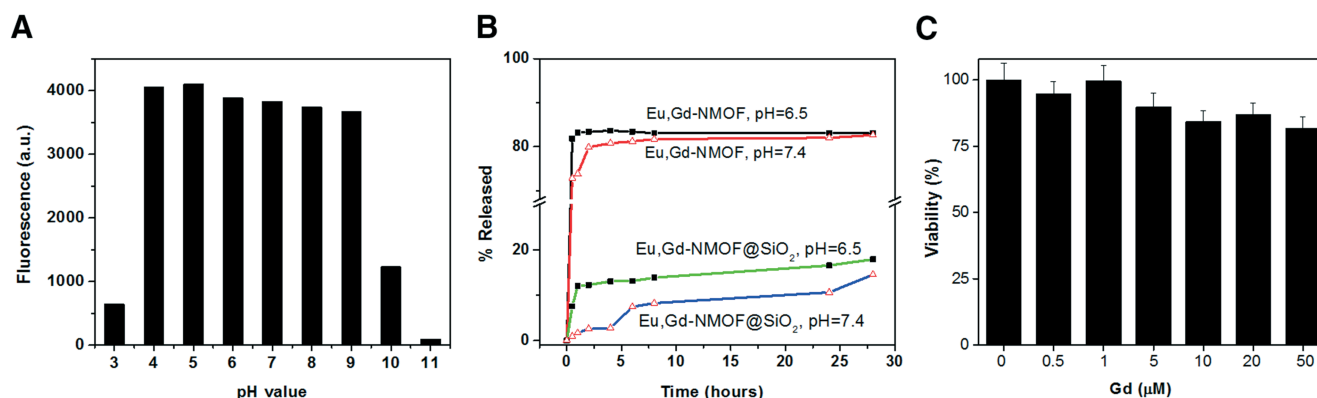 A
Fluorescence (a.u.)
4000
3000
2000
1000
0
3 4 5 6 7 8 9 10 11
pH value
B
% Released
100
80
20
0
Eu,Gd-NMOF, pH=6.5
Eu,Gd-NMOF, pH=7.4
Eu,Gd-NMOF@SiO₂, pH=6.5
Eu,Gd-NMOF@SiO₂, pH=7.4
0 5 10 15 20 25 30
Time (hours)
C
Viability (%)
100
75
50
25
0
0 0.5 1 5 10 20 50
Gd (μM)